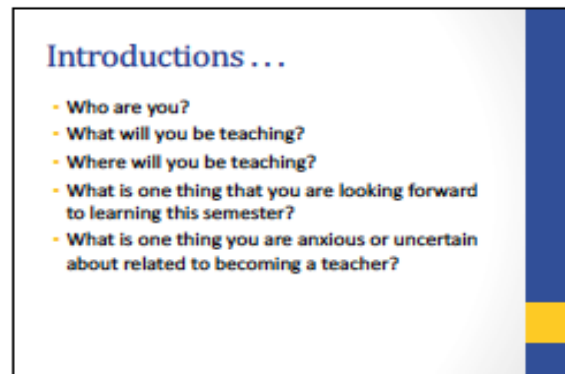 Introductions . . .
- Who are you?
- What will you be teaching?
- Where will you be teaching?
- What is one thing that you are looking forward
to learning this semester?
- What is one thing you are anxious or uncertain
about related to becoming a teacher?